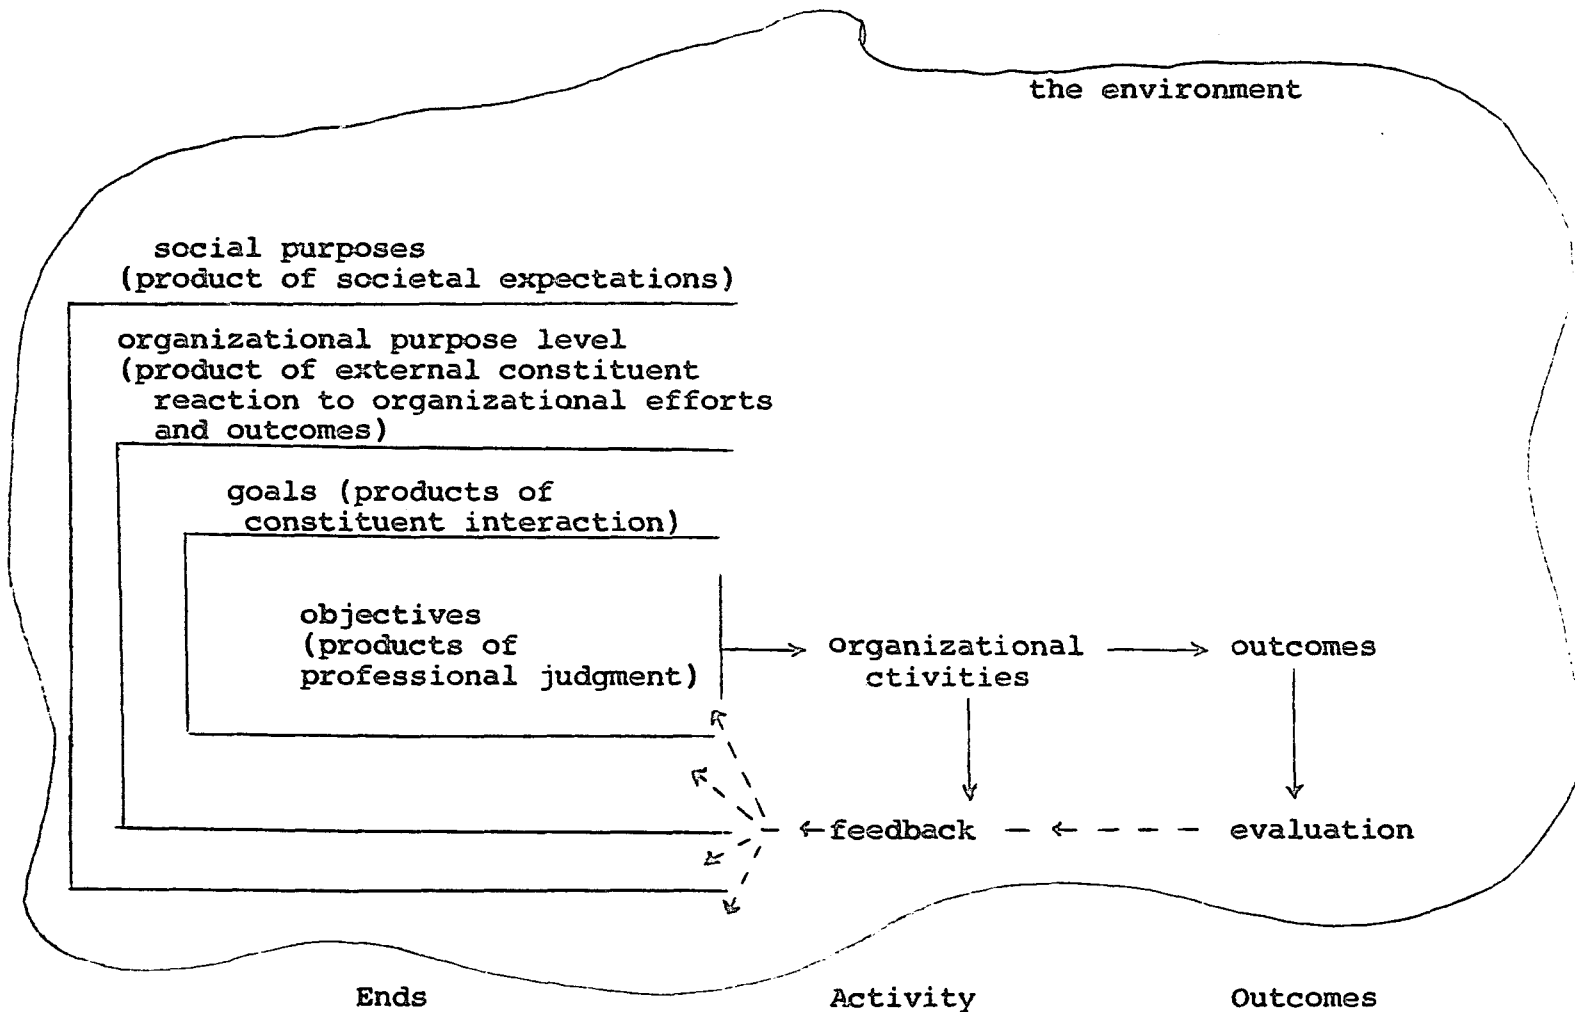 the environment
social purposes
(product of societal expectations)
organizational purpose level
(product of external constituent
reaction to organizational efforts
and outcomes)
goals (products of
constituent interaction)
objectives
(products of
professional judgment)
organizational
ctivities
outcomes
feedback
evaluation
Ends
Activity
Outcomes